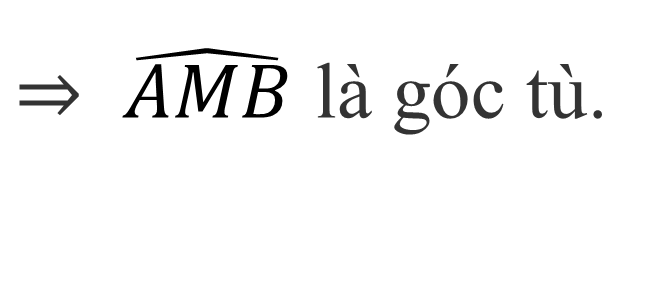 ⇒ $\widehat{AMB}$ là góc tù.